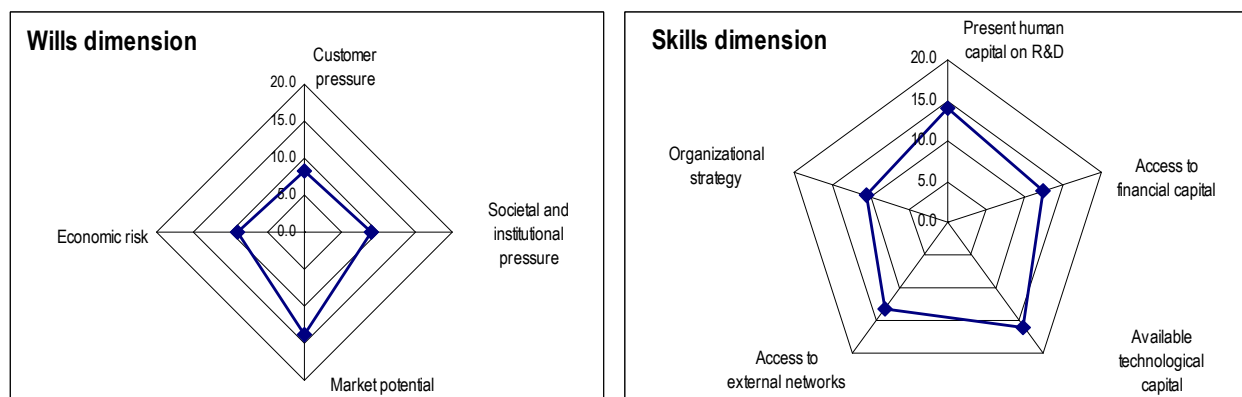 Wills dimension
Customer
pressure
20.0
15.0
10.0
5.0
0.0
Economic risk
Societal and
institutional
pressure
Market potential
Skills dimension
Present human
capital on R&D
20.0
15.0
10.0
5.0
0.0
Organizational
strategy
Access to
financial capital
Access to
external networks
Available
technological
capital